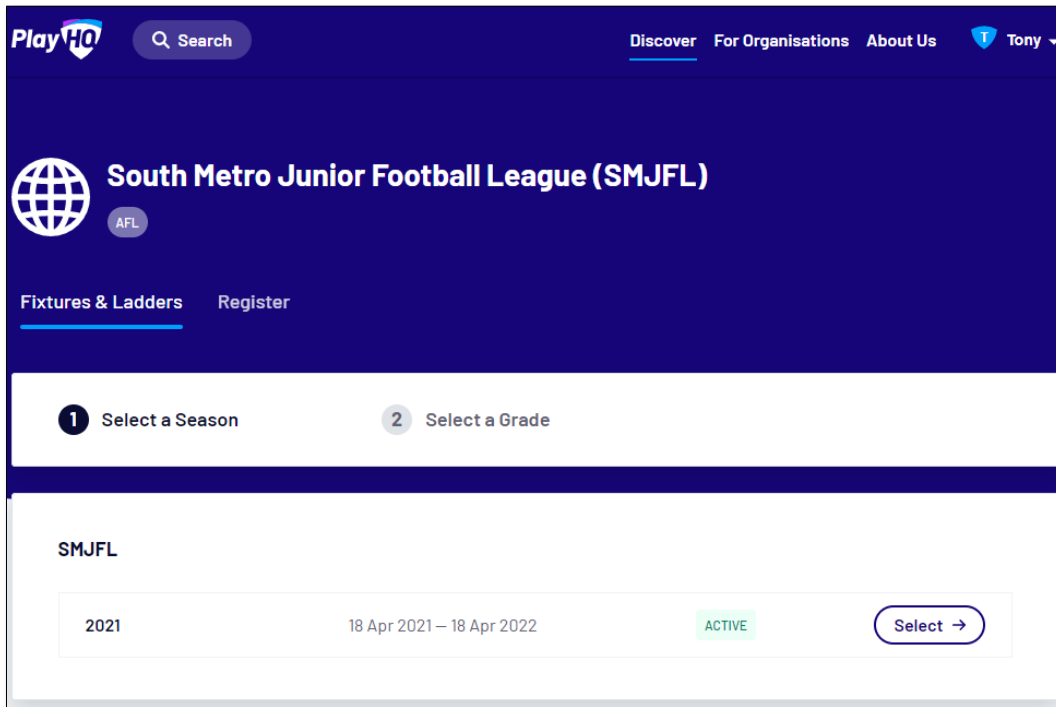 PlayHQ Search Discover For Organisations About Us T Tony
South Metro Junior Football League (SMJFL)
AFL
Fixtures & Ladders Register
1 Select a Season 2 Select a Grade
SMJFL
2021 18 Apr 2021 – 18 Apr 2022 ACTIVE Select →